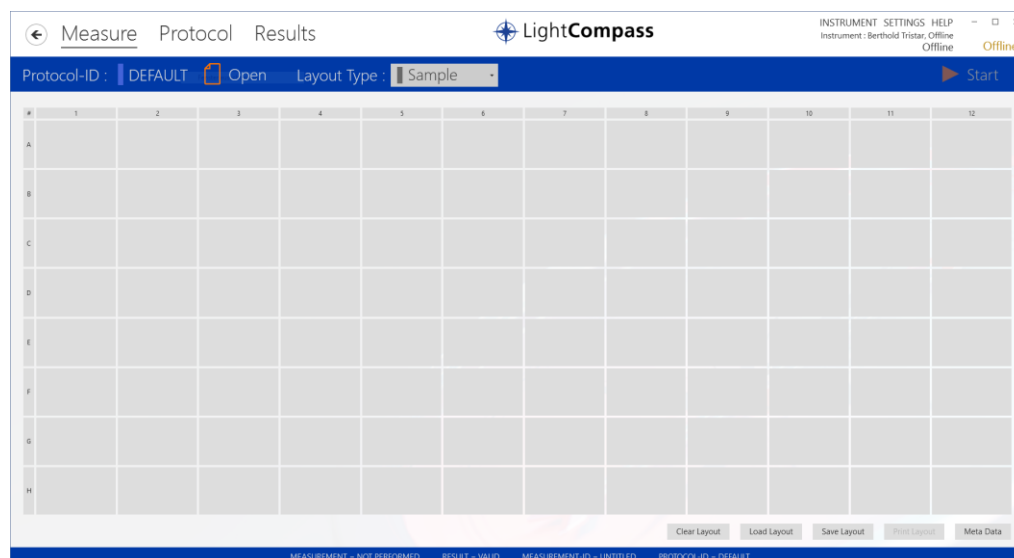 Measure Protocol Results
LightCompass
INSTRUMENT SETTINGS HELP
Instrument : Berthold Tristar, Offline
Offline
Offline
Protocol-ID : DEFAULT Open Layout Type : Sample Start
# 1 2 3 4 5 6 7 8 9 10 11 12
A
B
C
D
E
F
G
H
Clear Layout Load Layout Save Layout Print Layout Meta Data
MEASUREMENT = NOT PERFORMED RESULT = VALID MEASUREMENT-ID = UNTITLED PROTOCOL-ID = DEFAULT